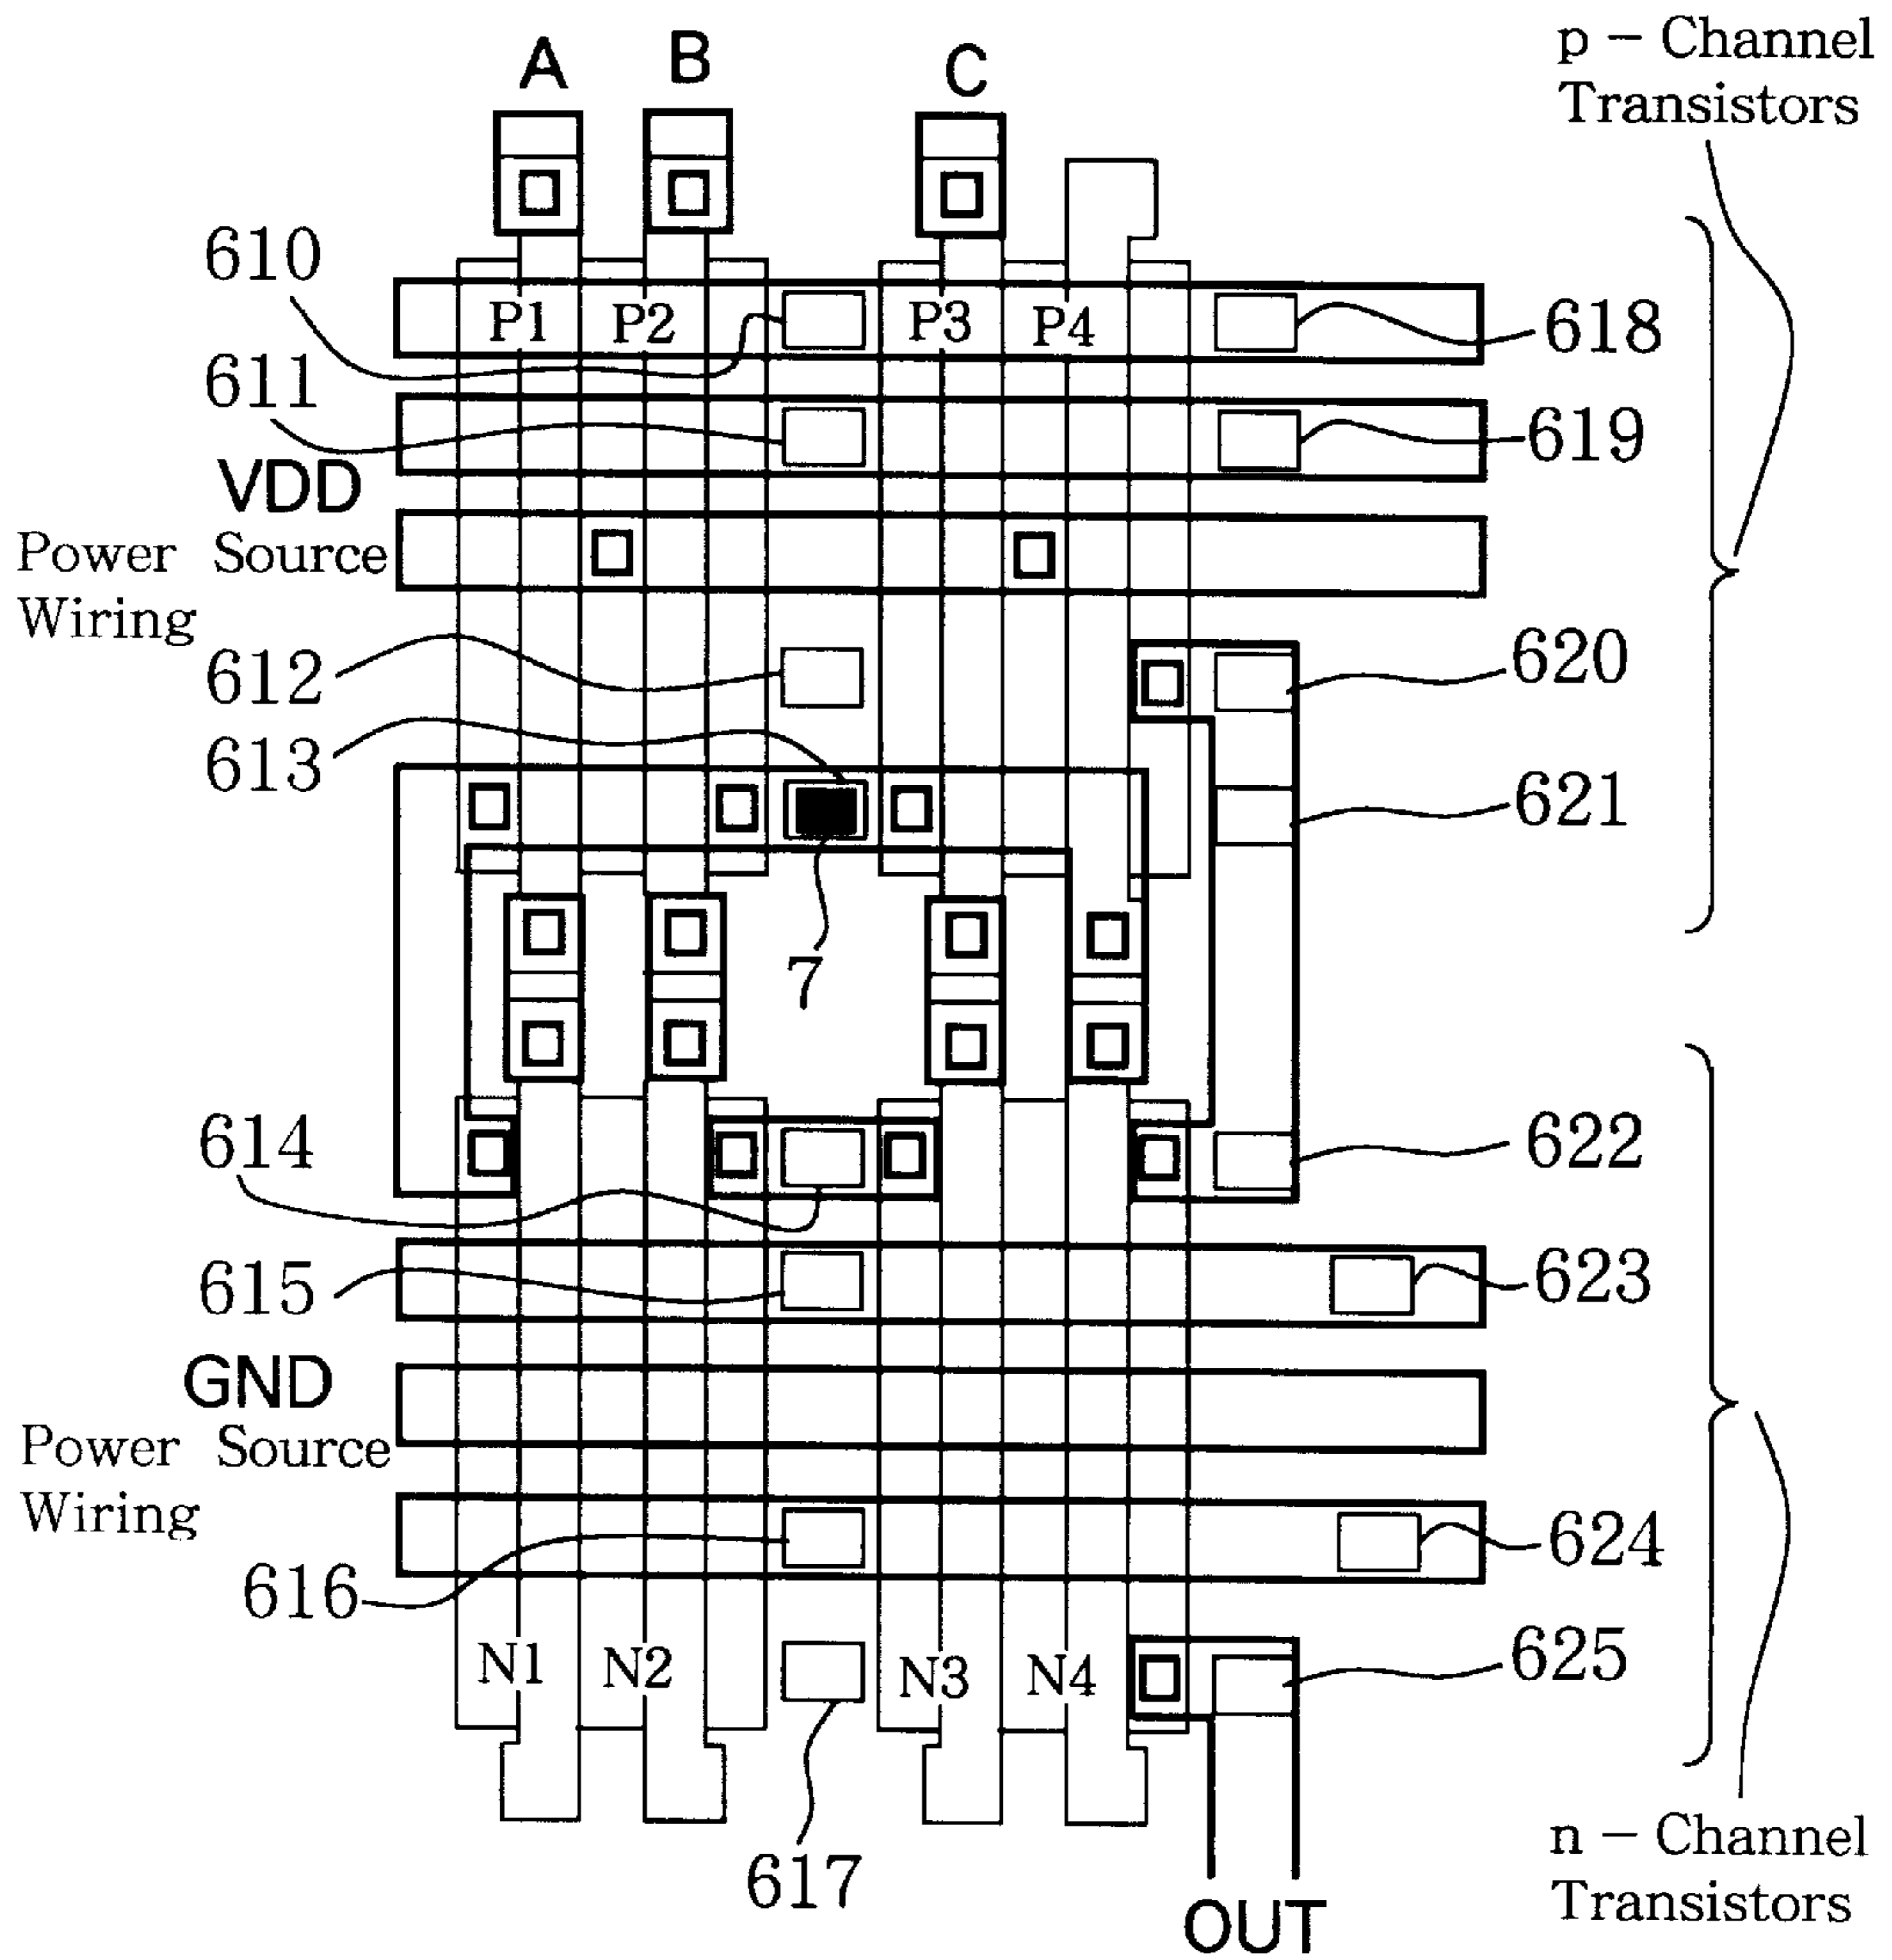 p – Channel
Transistors
A
B
C
610
P1
P2
P3
P4
618
611
619
VDD
Power Source
Wiring
612
620
613
621
7
614
622
615
623
GND
Power Source
Wiring
624
616
N1
N2
N3
N4
625
617
n – Channel
Transistors
OUT